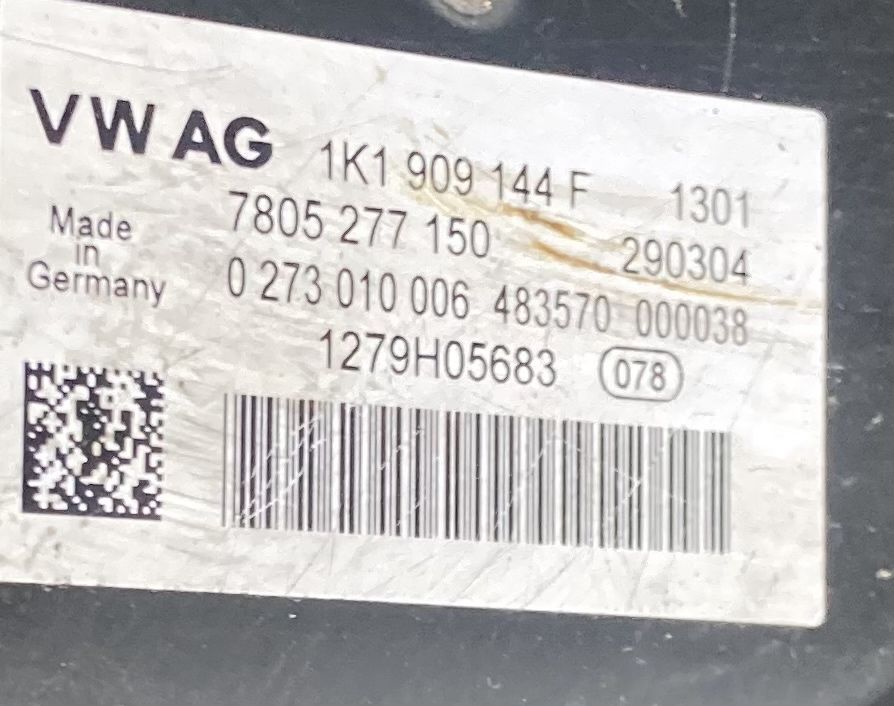 VW AG 1K1 909 144 F 1301
7805 277 150 290304
Made
in
Germany
0 273 010 006 483570 000038
1279H05683 078